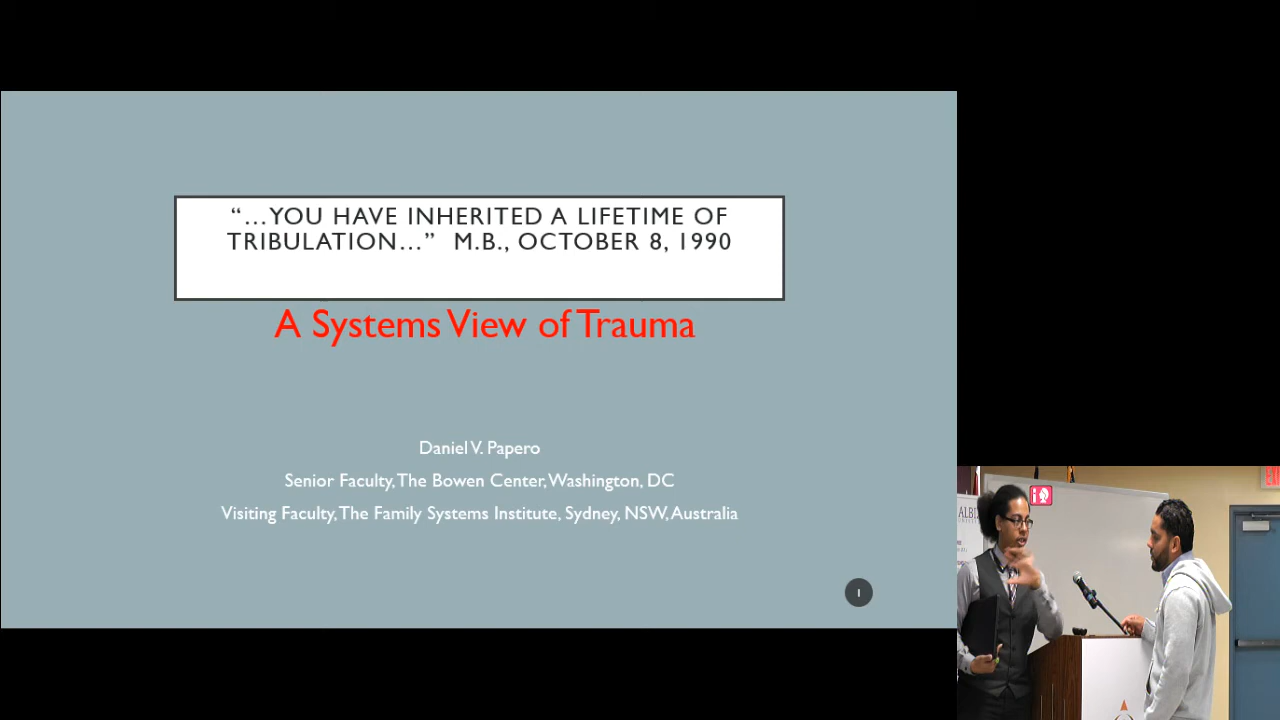 “...YOU HAVE INHERITED A LIFETIME OF
TRIBULATION...” M.B., OCTOBER 8, 1990
A Systems View of Trauma
Daniel V. Papero
Senior Faculty, The Bowen Center, Washington, DC
Visiting Faculty, The Family Systems Institute, Sydney, NSW, Australia
1